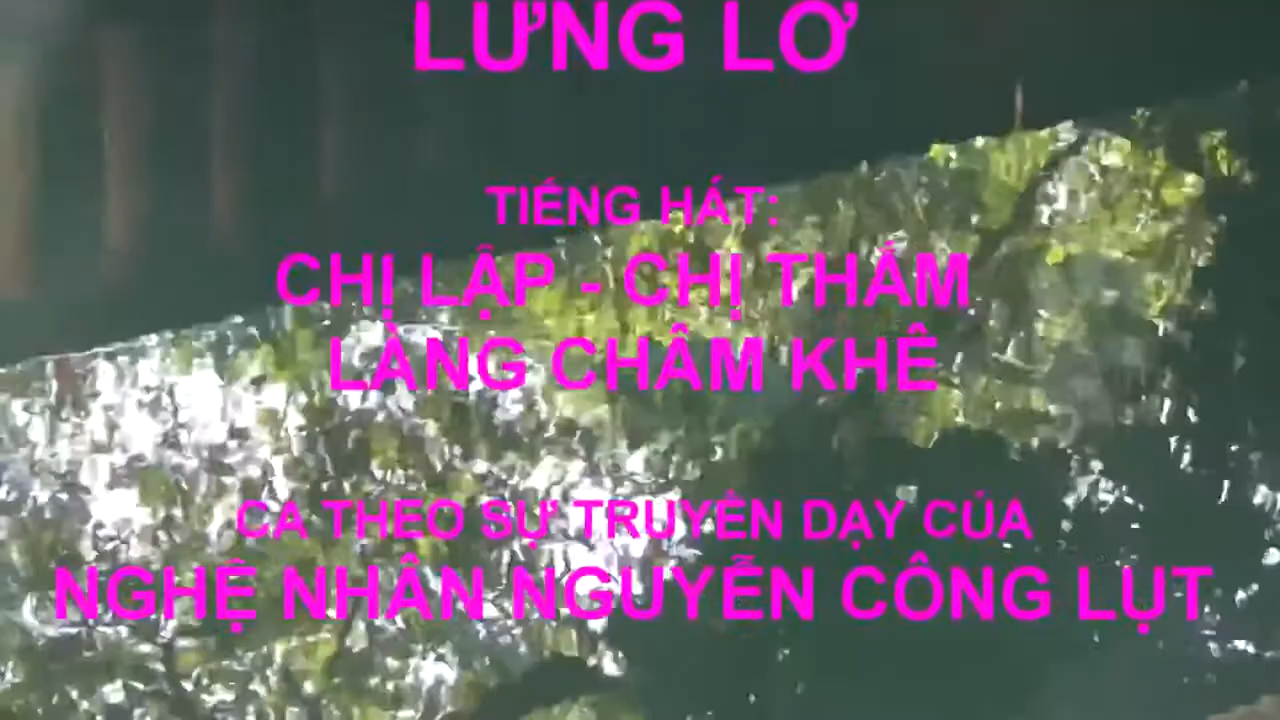 LƯNG LƠ
TIẾNG HÁT:
CHỊ LẬP - CHỊ THẮM
LÀNG CHÂM KHÊ
CA THEO SỰ TRUYỀN DẠY CỦA
NGHỆ NHÂN NGUYỄN CÔNG LỤT